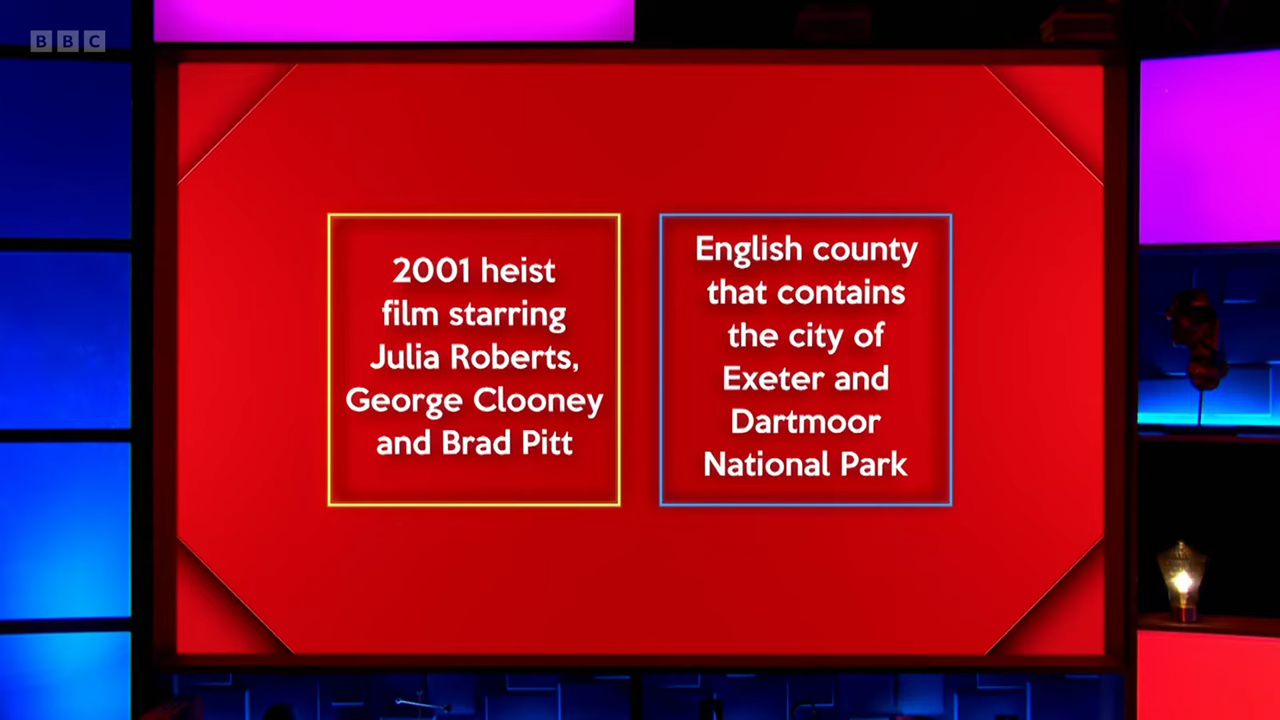 BBC
2001 heist
film starring
Julia Roberts,
George Clooney
and Brad Pitt
English county
that contains
the city of
Exeter and
Dartmoor
National Park